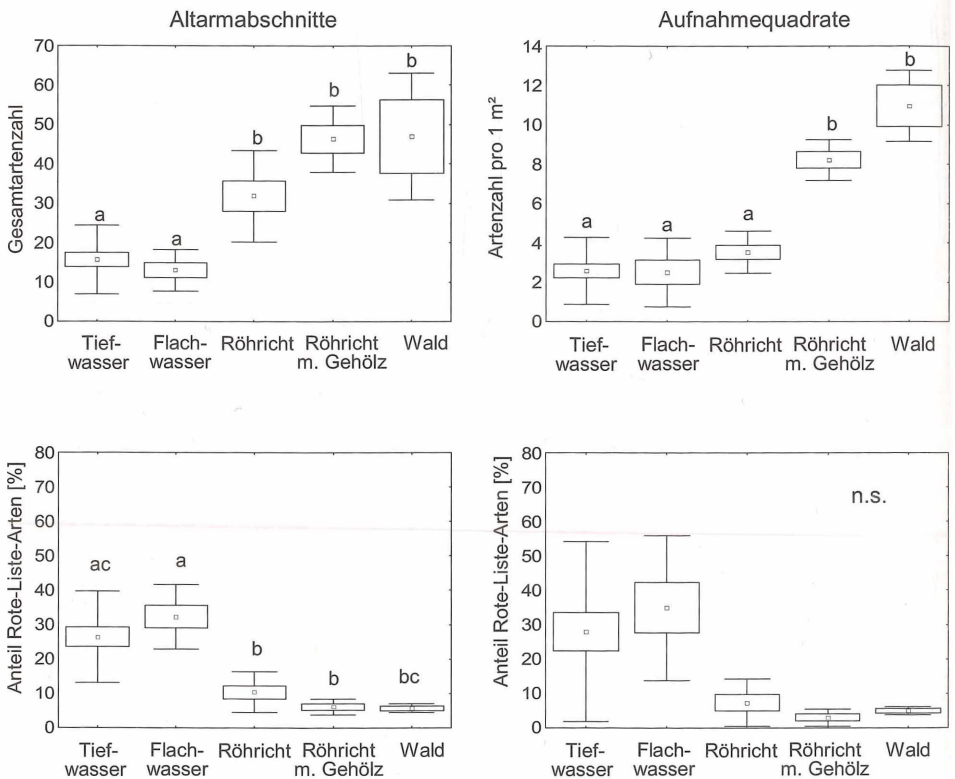 Altarmabschnitte
Aufnahmequadrate
Gesamtartenzahl
70
60
50
40
30
20
10
0
a
a
b
b
b
Tief-
wasser
Flach-
wasser
Röhricht
Röhricht
m. Gehölz
Wald
Artenzahl pro 1 m²
14
12
10
8
6
4
2
0
a
a
a
b
b
Tief-
wasser
Flach-
wasser
Röhricht
Röhricht
m. Gehölz
Wald
Anteil Rote-Liste-Arten [%]
80
70
60
50
40
30
20
10
0
ac
a
b
b
bc
Tief-
wasser
Flach-
wasser
Röhricht
Röhricht
m. Gehölz
Wald
Anteil Rote-Liste-Arten [%]
80
70
60
50
40
30
20
10
0
n.s.
Tief-
wasser
Flach-
wasser
Röhricht
Röhricht
m. Gehölz
Wald